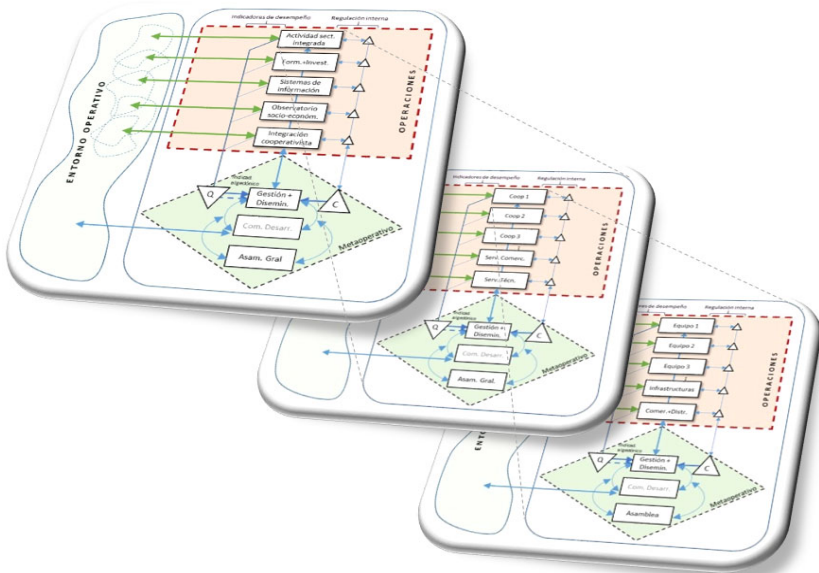 Indicadores de desempeño
Regulación interna
Actividad sect.
integrada
Form.+Invest.
Sistemas de
información
Observatorio
socio-económ.
Integración
cooperativista
OPERACIONES
ENTORNO OPERATIVO
Q
Gestión +
Disemin.
C
Com. Desarr.
Asam. Gral
Metaoperativo
Indicadores de desempeño
Regulación interna
Coop 1
Coop 2
Coop 3
Serv. Comerc.
Serv. Técn.
OPERACIONES
Q
Gestión +
Disemin.
C
Com. Desarr.
Asam. Gral.
Metaoperativo
de desempeño
Regulación interna
Equipo 1
Equipo 2
Equipo 3
Infraestructuras
Comer.+Distr.
OPERACIONES
Q
Gestión +
Disemin.
C
Com. Desarr.
Asamblea
Metaoperativo